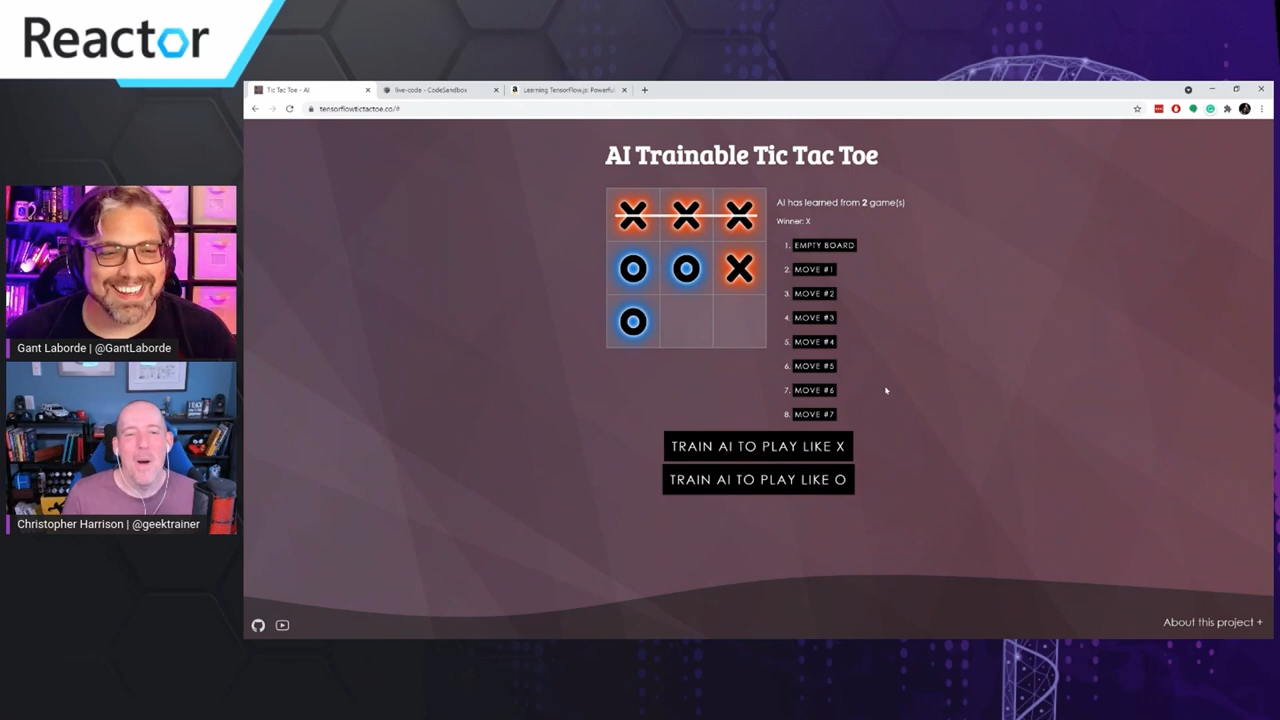 Reactor
Tic Tac Toe - AI
live-code - CodeSandbox
Learning TensorFlow.js: Powerful
tensorflowtictactoe.co/#
AI Trainable Tic Tac Toe
X X X
O O X
O
AI has learned from 2 game(s)
Winner: X
1. EMPTY BOARD
2. MOVE #1
3. MOVE #2
4. MOVE #3
5. MOVE #4
6. MOVE #5
7. MOVE #6
8. MOVE #7
TRAIN AI TO PLAY LIKE X
TRAIN AI TO PLAY LIKE O
About this project +
Gant Laborde | @GantLaborde
Christopher Harrison | @geektrainer